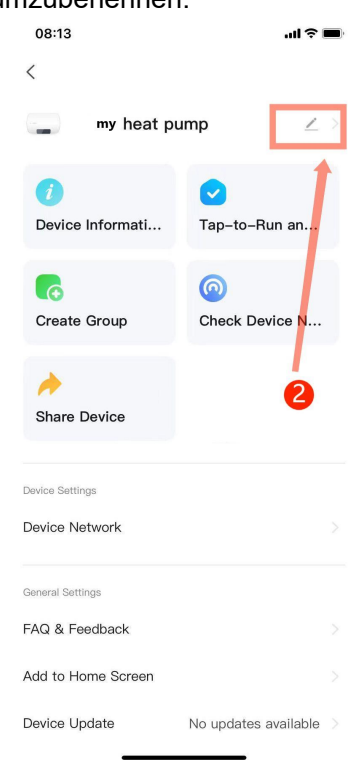 umzubenennen.
08:13
my heat pump
Device Informati...
Tap-to-Run an...
Create Group
Check Device N...
Share Device
2
Device Settings
Device Network
General Settings
FAQ & Feedback
Add to Home Screen
Device Update No updates available